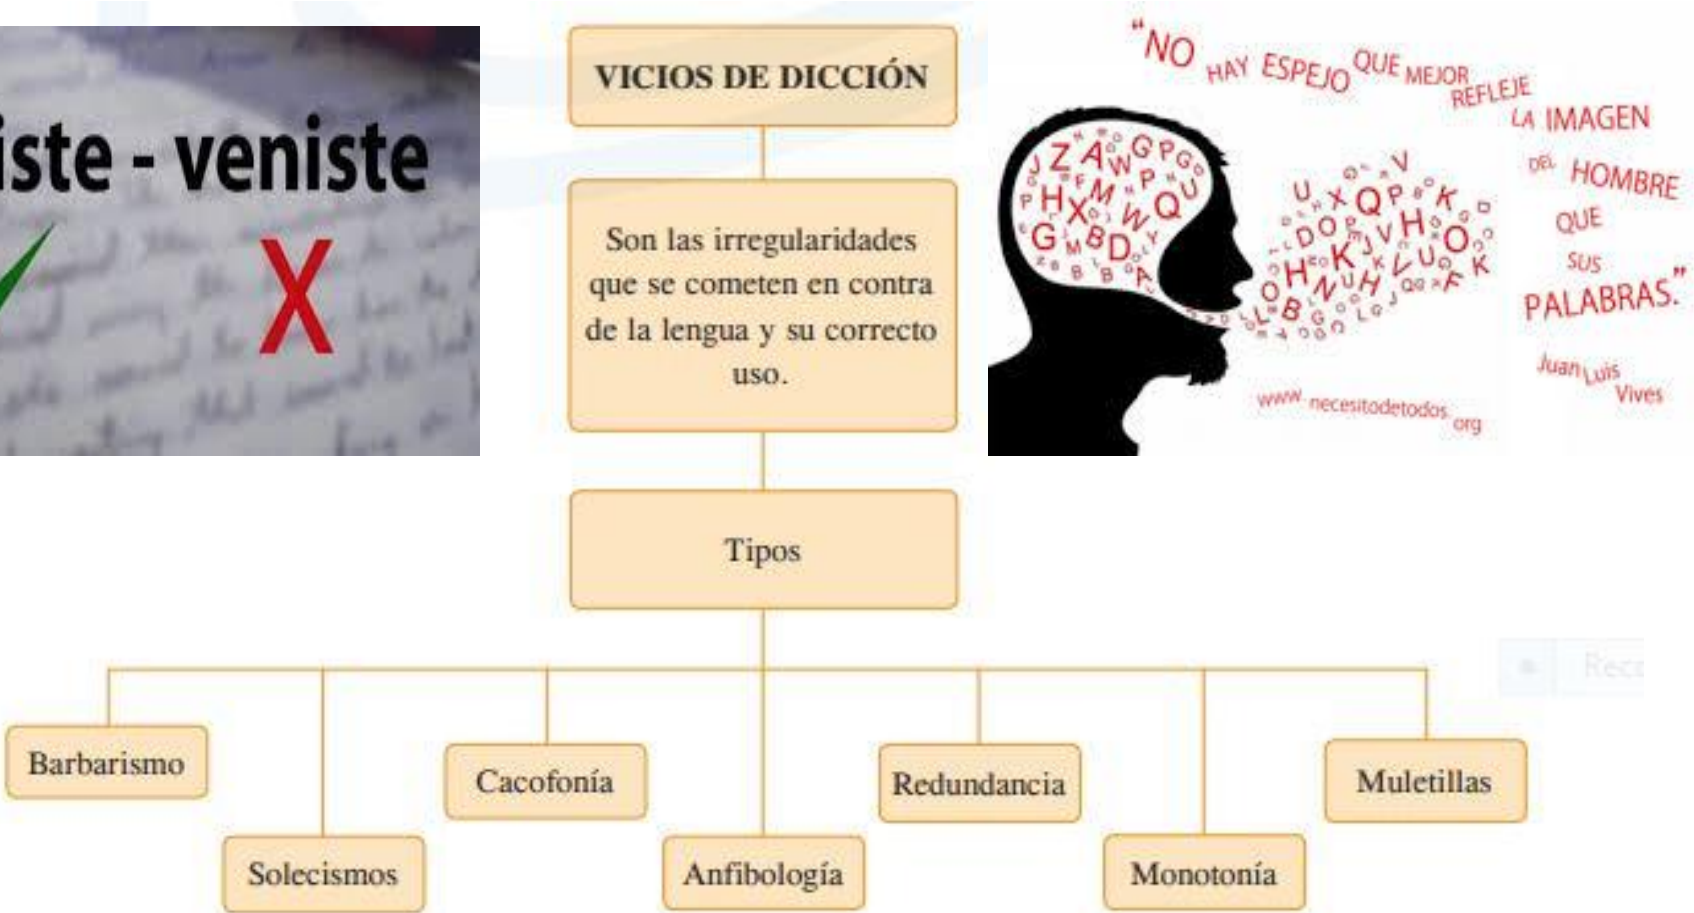 iste - veniste
X
VICIOS DE DICCIÓN
Son las irregularidades
que se cometen en contra
de la lengua y su correcto
uso.
Tipos
Barbarismo
Solecismos
Cacofonía
Anfibología
Redundancia
Monotonía
Muletillas
“NO HAY ESPEJO QUE MEJOR REFLEJE
LA IMAGEN
DEL HOMBRE
QUE
SUS
PALABRAS.”
Juan Luis
Vives
www.necesitodetodos.org
Reco